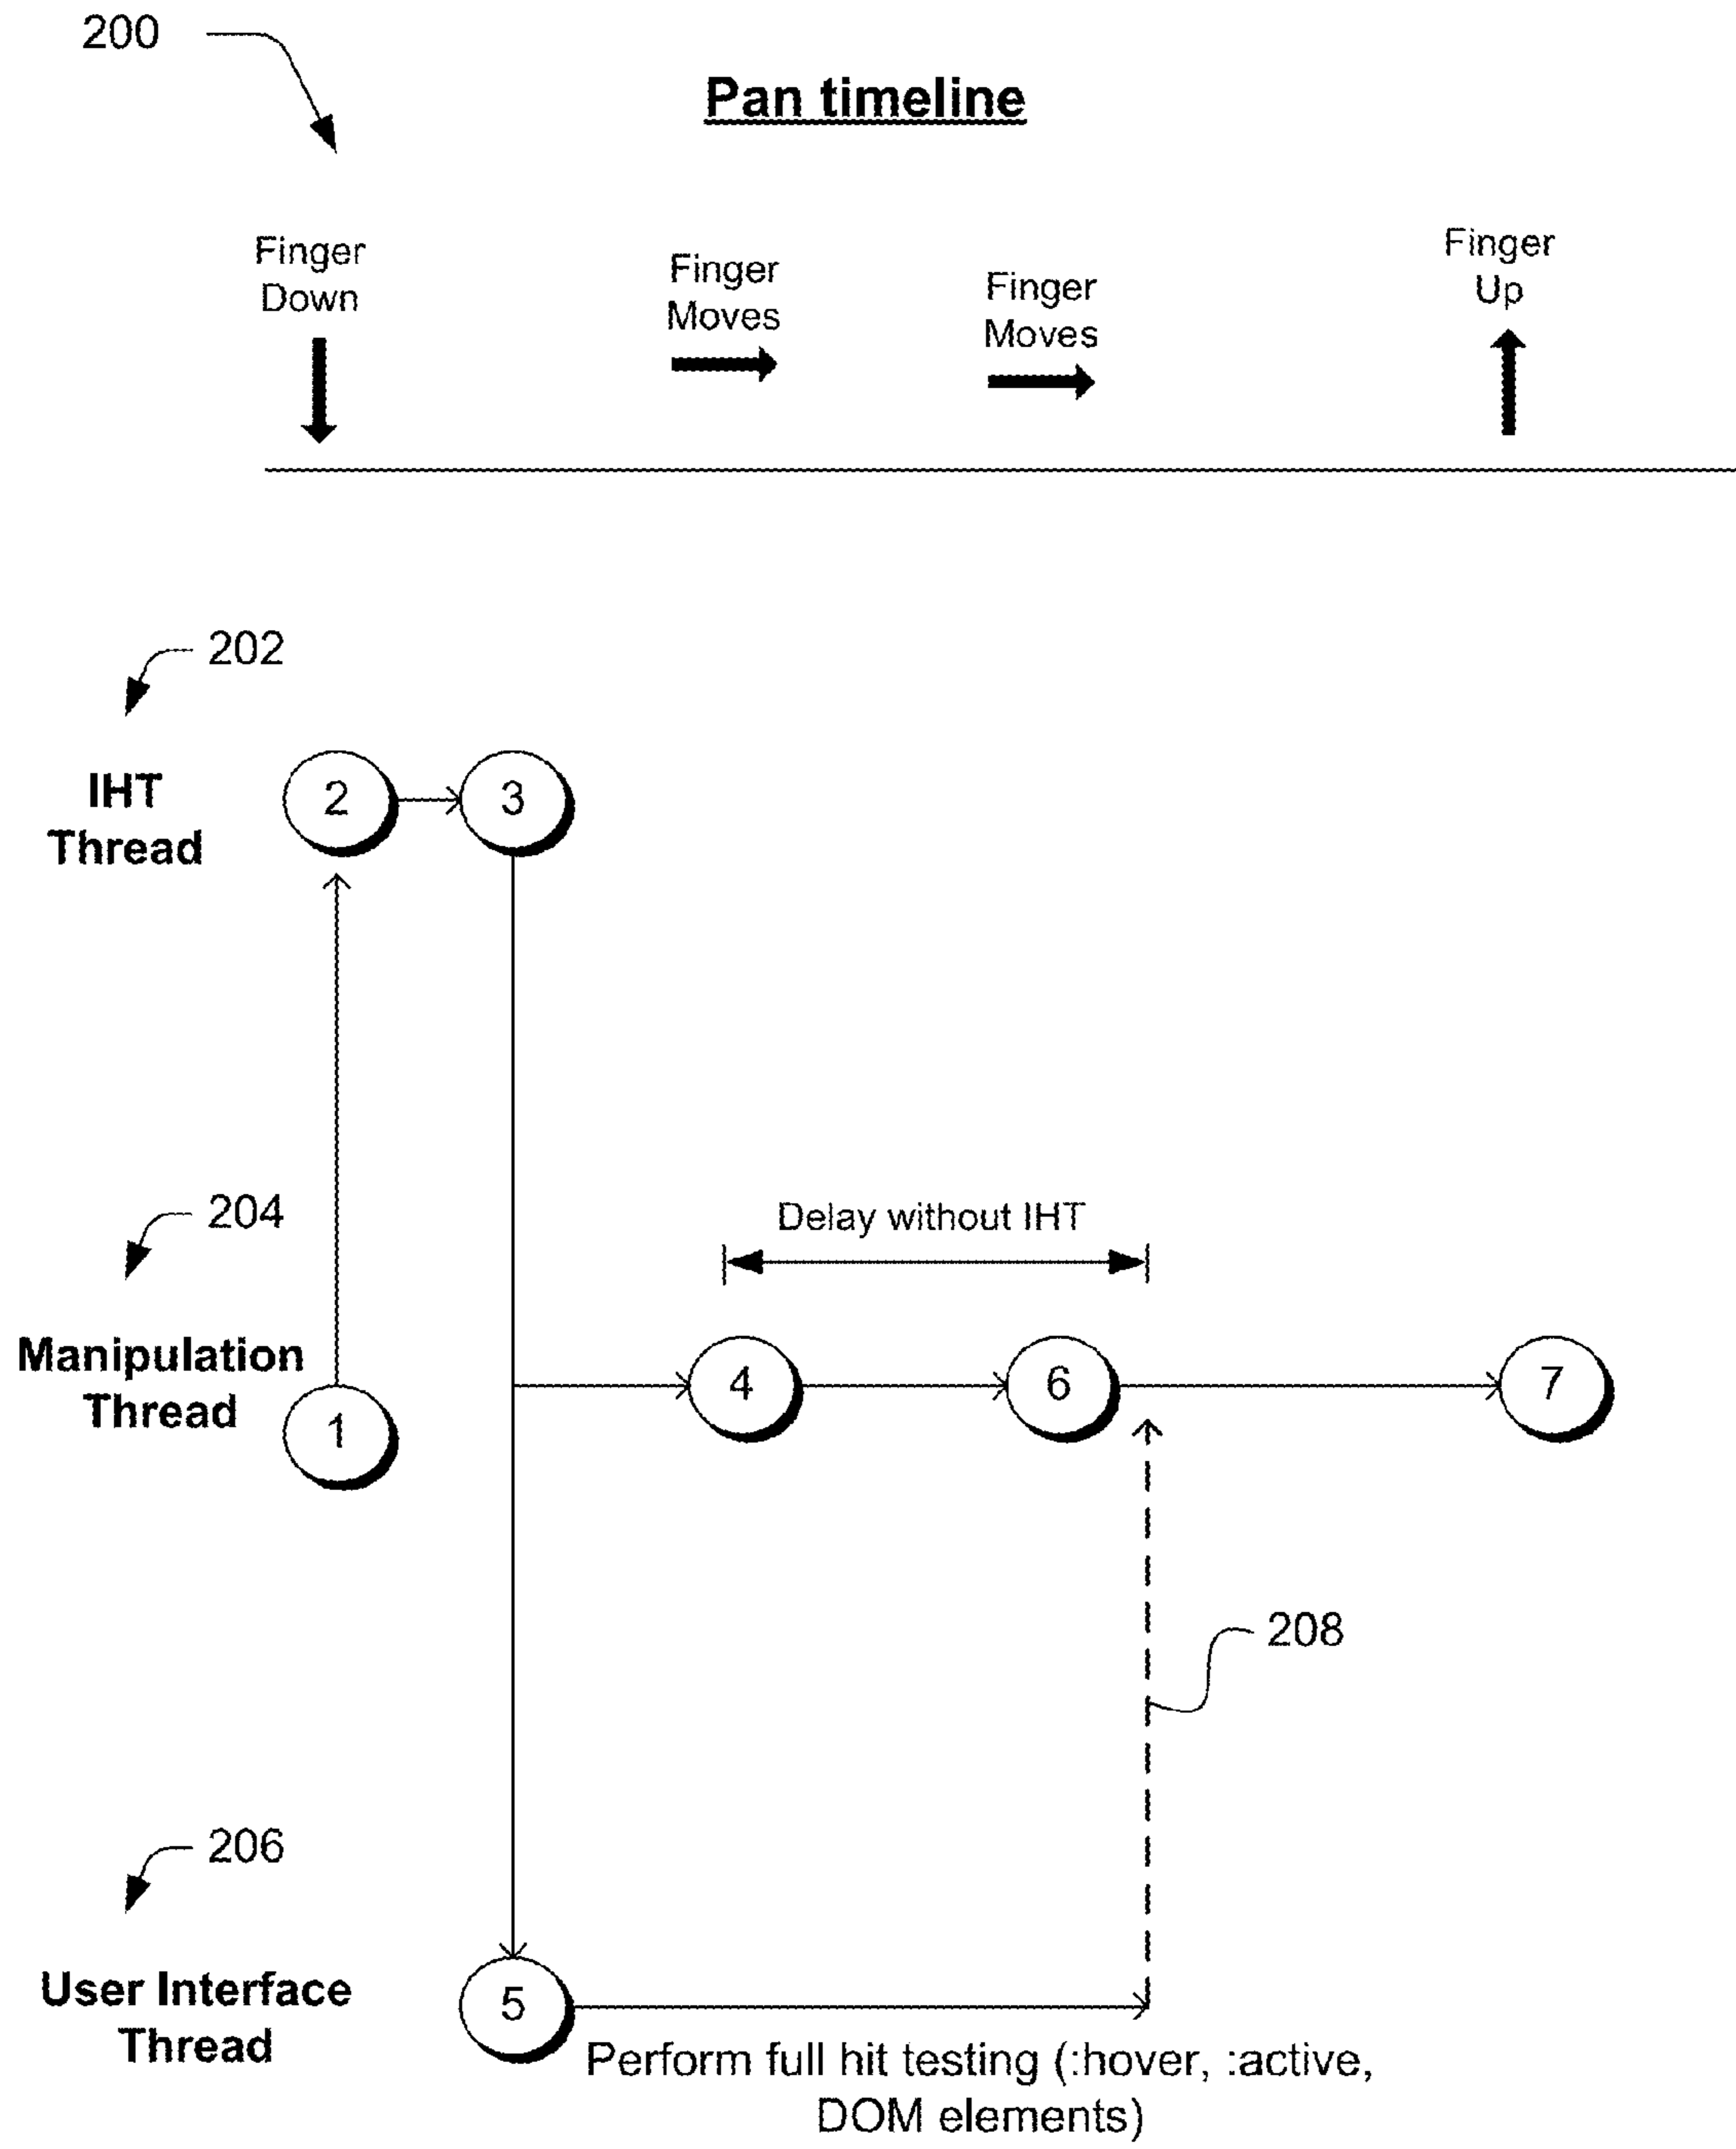 200
Pan timeline
Finger
Down
Finger
Moves
Finger
Moves
Finger
Up
202
IHT
Thread
2
3
204
Delay without IHT
Manipulation
Thread
1
4
6
7
208
206
User Interface
Thread
5
Perform full hit testing (:hover, :active,
DOM elements)